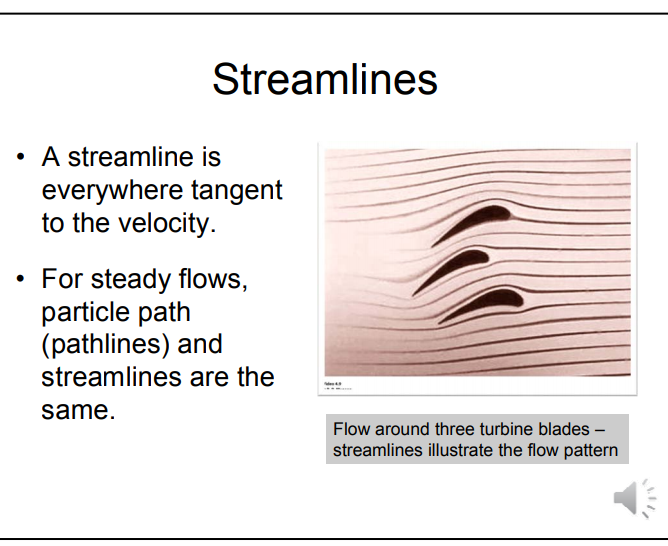 Streamlines
• A streamline is
everywhere tangent
to the velocity.
• For steady flows,
particle path
(pathlines) and
streamlines are the
same.
Flow around three turbine blades –
streamlines illustrate the flow pattern